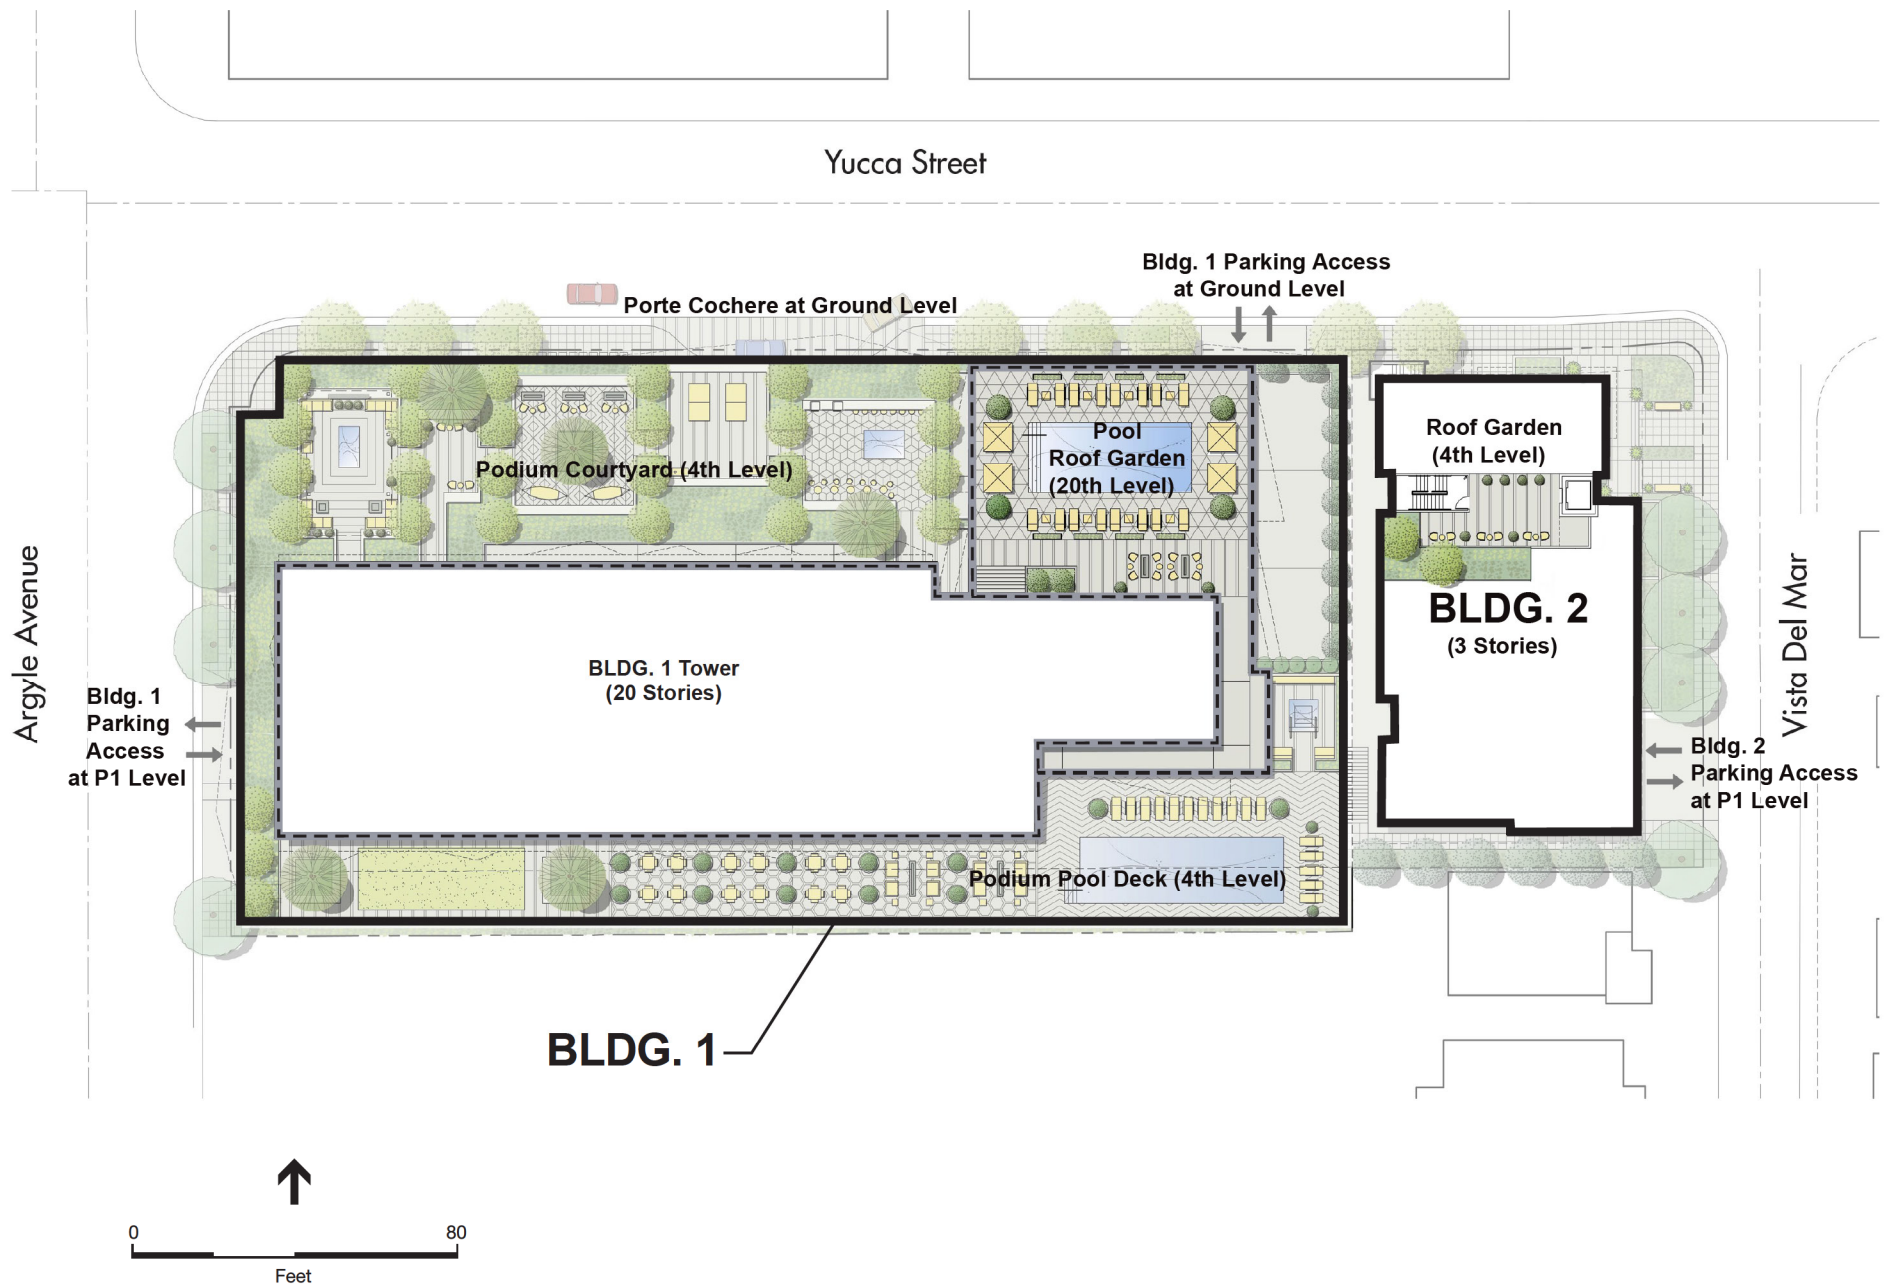 Yucca Street
Bldg. 1 Parking Access
at Ground Level
Porte Cochere at Ground Level
Pool
Roof Garden
(20th Level)
Podium Courtyard (4th Level)
Roof Garden
(4th Level)
BLDG. 2
(3 Stories)
BLDG. 1 Tower
(20 Stories)
Argyle Avenue
Vista Del Mar
Bldg. 1
Parking
Access
at P1 Level
Bldg. 2
Parking Access
at P1 Level
Podium Pool Deck (4th Level)
BLDG. 1
0 80
Feet